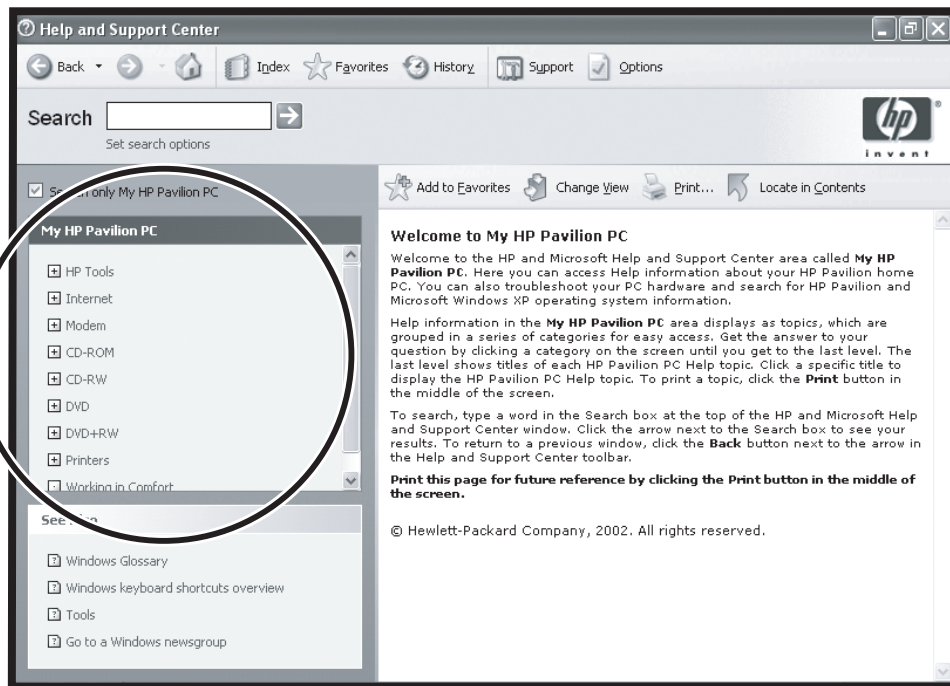 Help and Support Center
Back
Index
Favorites
History
Support
Options
Search
Set search options
hp
invent
Search only My HP Pavilion PC
Add to Favorites
Change View
Print...
Locate in Contents
My HP Pavilion PC
HP Tools
Internet
Modem
CD-ROM
CD-RW
DVD
DVD+RW
Printers
Working in Comfort
See Also
Windows Glossary
Windows keyboard shortcuts overview
Tools
Go to a Windows newsgroup
Welcome to My HP Pavilion PC
Welcome to the HP and Microsoft Help and Support Center area called My HP
Pavilion PC. Here you can access Help information about your HP Pavilion home
PC. You can also troubleshoot your PC hardware and search for HP Pavilion and
Microsoft Windows XP operating system information.
Help information in the My HP Pavilion PC area displays as topics, which are
grouped in a series of categories for easy access. Get the answer to your
question by clicking a category on the screen until you get to the last level. The
last level shows titles of each HP Pavilion PC Help topic. Click a specific title to
display the HP Pavilion PC Help topic. To print a topic, click the Print button in
the middle of the screen.
To search, type a word in the Search box at the top of the HP and Microsoft Help
and Support Center window. Click the arrow next to the Search box to see your
results. To return to a previous window, click the Back button next to the arrow in
the Help and Support Center toolbar.
Print this page for future reference by clicking the Print button in the middle of
the screen.
© Hewlett-Packard Company, 2002. All rights reserved.